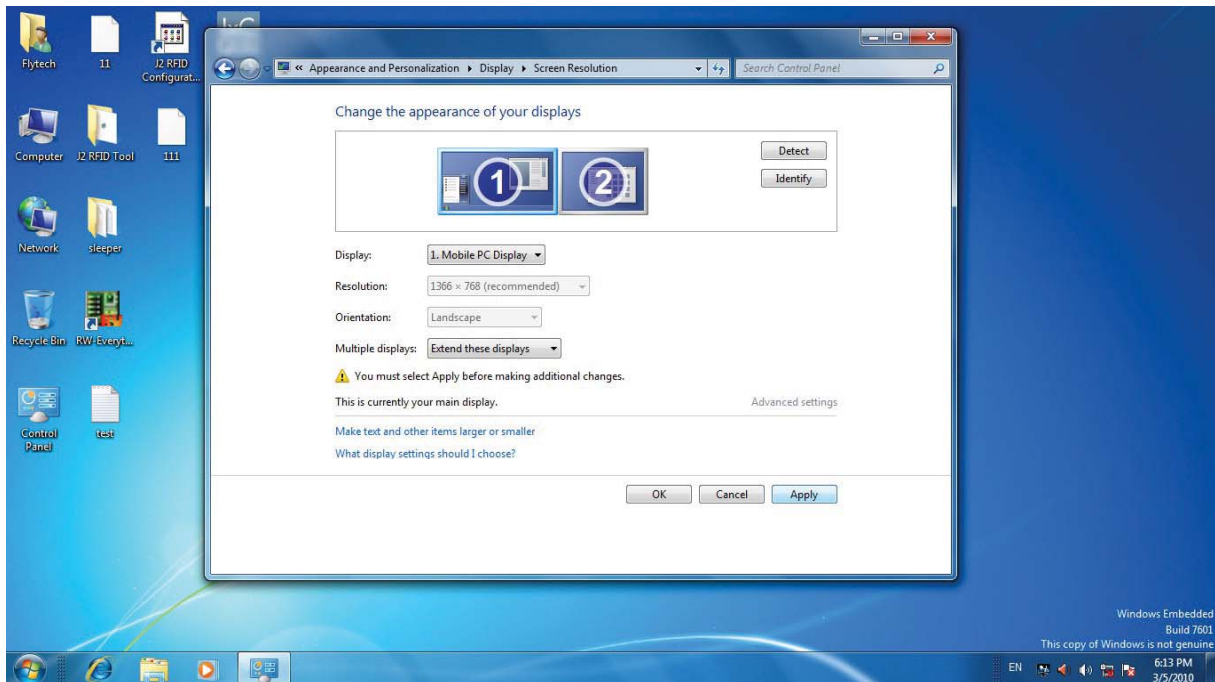 Flytech
11
J2 RFID
Configurat...
Computer
J2 RFID Tool
111
Network
sleeper
Recycle Bin
RW-Everyt...
Control
Panel
test
« Appearance and Personalization ▸ Display ▸ Screen Resolution
Search Control Panel
Change the appearance of your displays
1
2
Detect
Identify
Display: 1. Mobile PC Display
Resolution: 1366 × 768 (recommended)
Orientation: Landscape
Multiple displays: Extend these displays
You must select Apply before making additional changes.
This is currently your main display. Advanced settings
Make text and other items larger or smaller
What display settings should I choose?
OK Cancel Apply
Windows Embedded
Build 7601
This copy of Windows is not genuine
EN
6:13 PM
3/5/2010